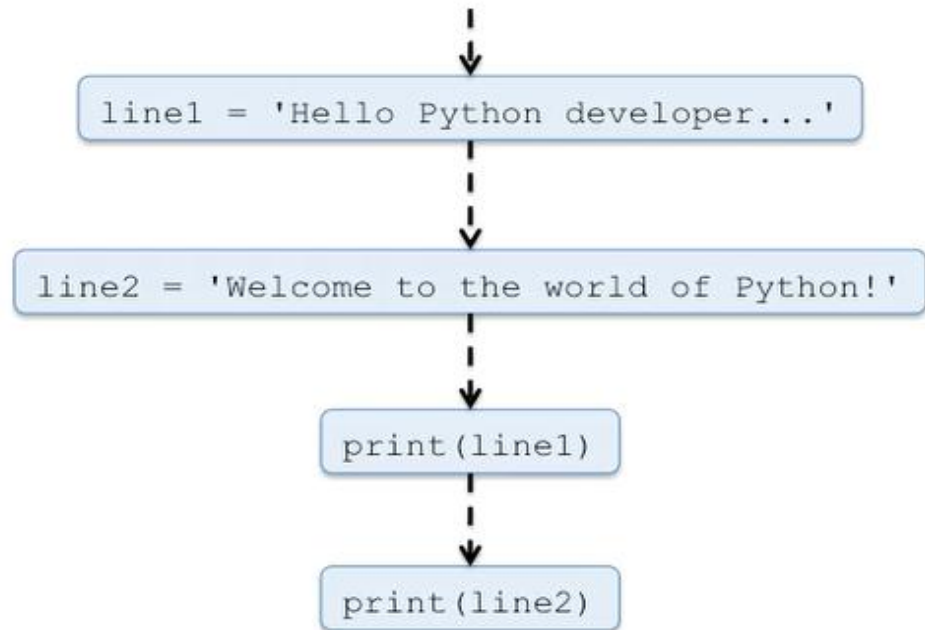 line1 = 'Hello Python developer...'
line2 = 'Welcome to the world of Python!'
print(line1)
print(line2)